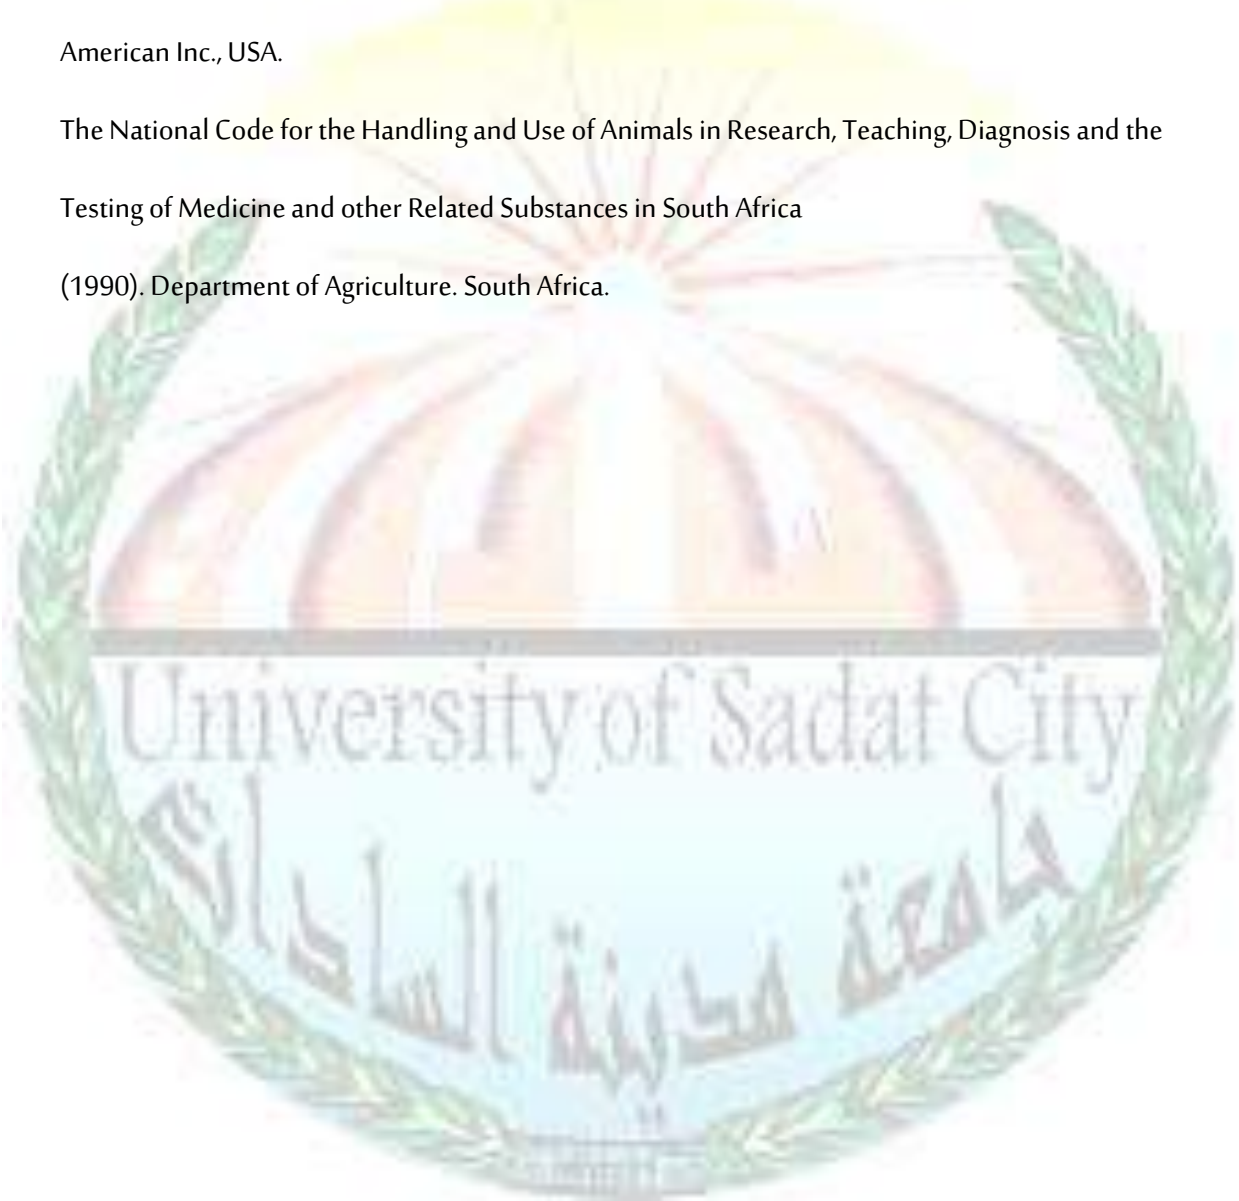 American Inc., USA.
The National Code for the Handling and Use of Animals in Research, Teaching, Diagnosis and the
Testing of Medicine and other Related Substances in South Africa
(1990). Department of Agriculture. South Africa.
University of Sadat City
جامعة مدينة السادات